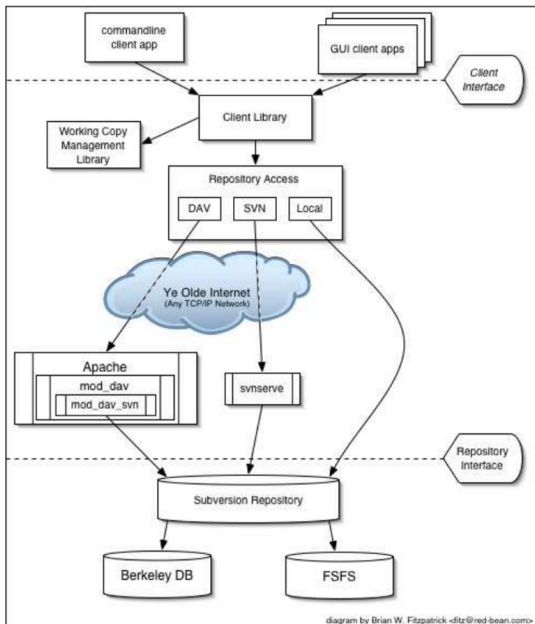 commandline
client app
GUI client apps
Client
Interface
Client Library
Working Copy
Management
Library
Repository Access
DAV
SVN
Local
Ye Olde Internet
(Any TCP/IP Network)
Apache
mod_dav
mod_dav_svn
svnserve
Repository
Interface
Subversion Repository
Berkeley DB
FSFS
diagram by Brian W. Fitzpatrick <fitz@red-bean.com>